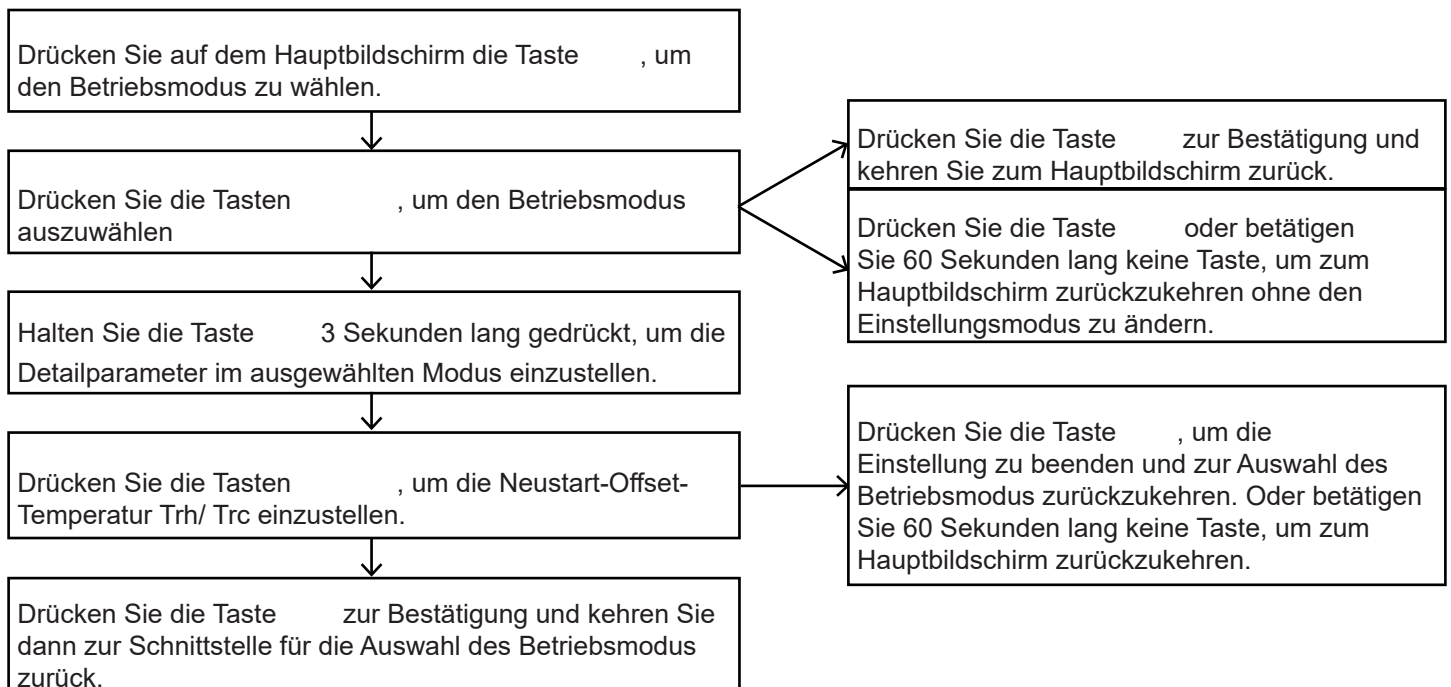 Drücken Sie auf dem Hauptbildschirm die Taste , um
den Betriebsmodus zu wählen.
Drücken Sie die Tasten , um den Betriebsmodus
auszuwählen
Drücken Sie die Taste zur Bestätigung und
kehren Sie zum Hauptbildschirm zurück.
Drücken Sie die Taste oder betätigen
Sie 60 Sekunden lang keine Taste, um zum
Hauptbildschirm zurückzukehren ohne den
Einstellungsmodus zu ändern.
Halten Sie die Taste 3 Sekunden lang gedrückt, um die
Detailparameter im ausgewählten Modus einzustellen.
Drücken Sie die Tasten , um die Neustart-Offset-
Temperatur Trh/ Trc einzustellen.
Drücken Sie die Taste , um die
Einstellung zu beenden und zur Auswahl des
Betriebsmodus zurückzukehren. Oder betätigen
Sie 60 Sekunden lang keine Taste, um zum
Hauptbildschirm zurückzukehren.
Drücken Sie die Taste zur Bestätigung und kehren Sie
dann zur Schnittstelle für die Auswahl des Betriebsmodus
zurück.